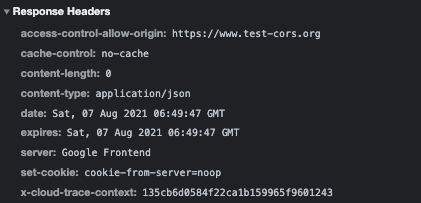 Response Headers
access-control-allow-origin: https://www.test-cors.org
cache-control: no-cache
content-length: 0
content-type: application/json
date: Sat, 07 Aug 2021 06:49:47 GMT
expires: Sat, 07 Aug 2021 06:49:47 GMT
server: Google Frontend
set-cookie: cookie-from-server=noop
x-cloud-trace-context: 135cb6d0584f22ca1b159965f9601243